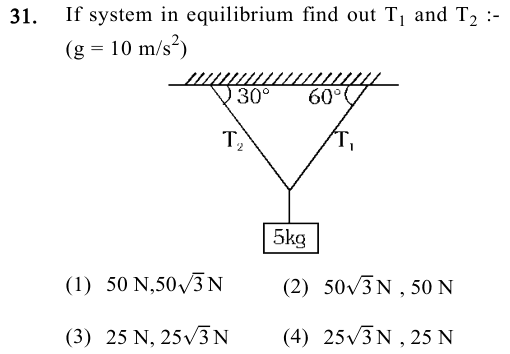 31. If system in equilibrium find out T₁ and T₂ :-
(g = 10 m/s²)
30° 60°
T₂ T₁
5kg
(1) 50 N,50√3 N (2) 50√3 N , 50 N
(3) 25 N, 25√3 N (4) 25√3 N , 25 N